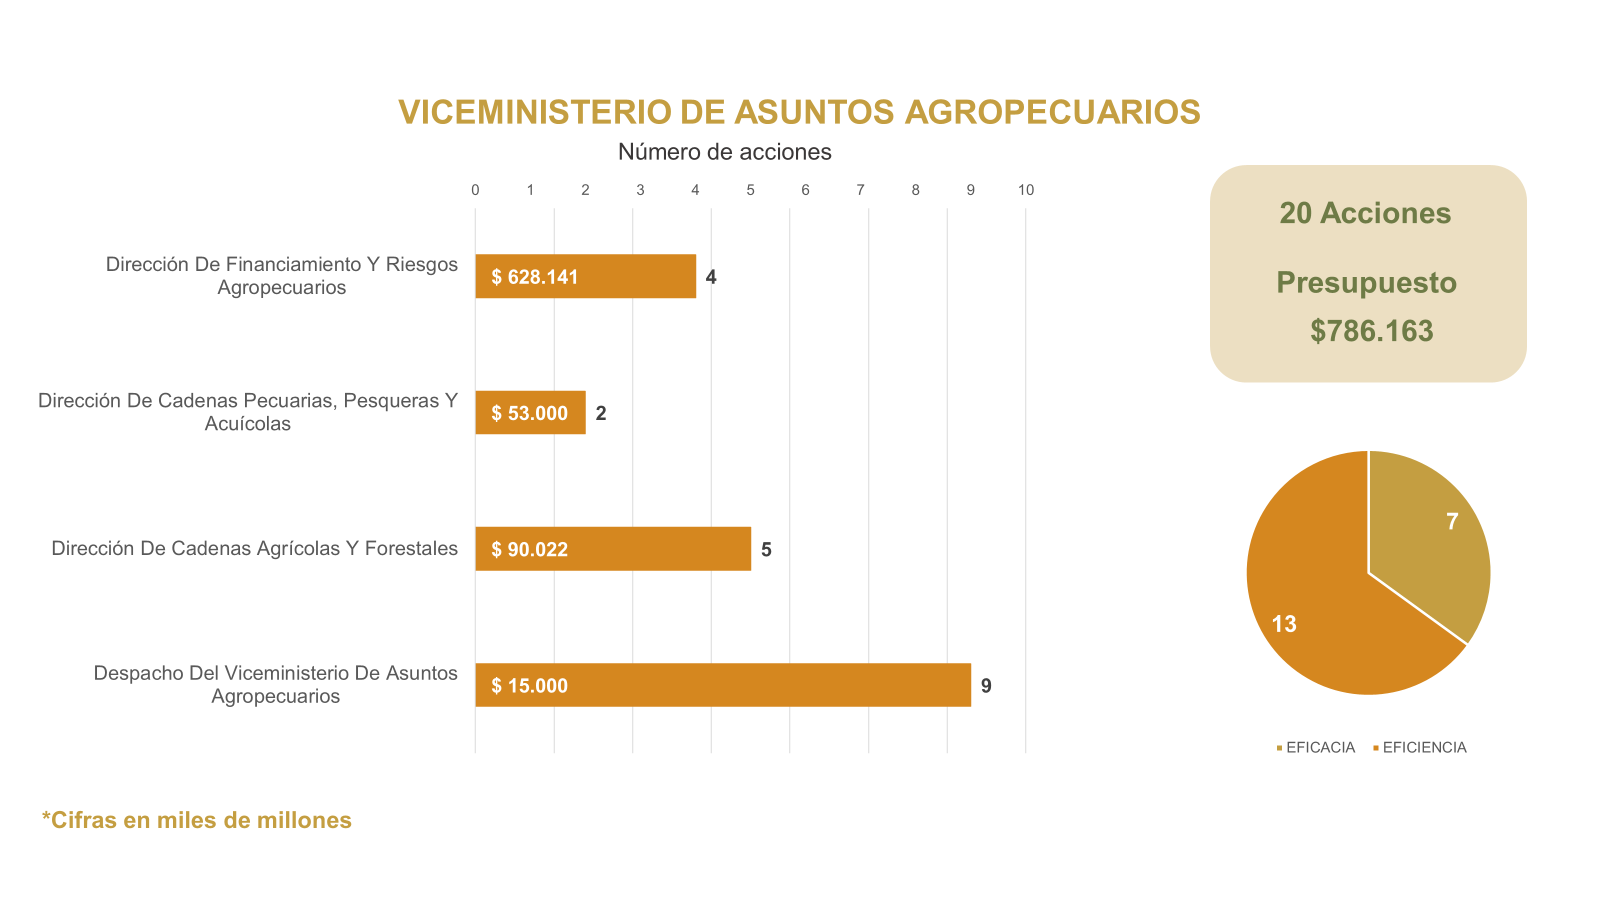 VICEMINISTERIO DE ASUNTOS AGROPECUARIOS
Número de acciones
0 1 2 3 4 5 6 7 8 9 10
Dirección De Financiamiento Y Riesgos
Agropecuarios
$ 628.141 4
Dirección De Cadenas Pecuarias, Pesqueras Y
Acuícolas
$ 53.000 2
Dirección De Cadenas Agrícolas Y Forestales
$ 90.022 5
Despacho Del Viceministerio De Asuntos
Agropecuarios
$ 15.000 9
20 Acciones
Presupuesto
$786.163
7
13
EFICACIA EFICIENCIA
*Cifras en miles de millones